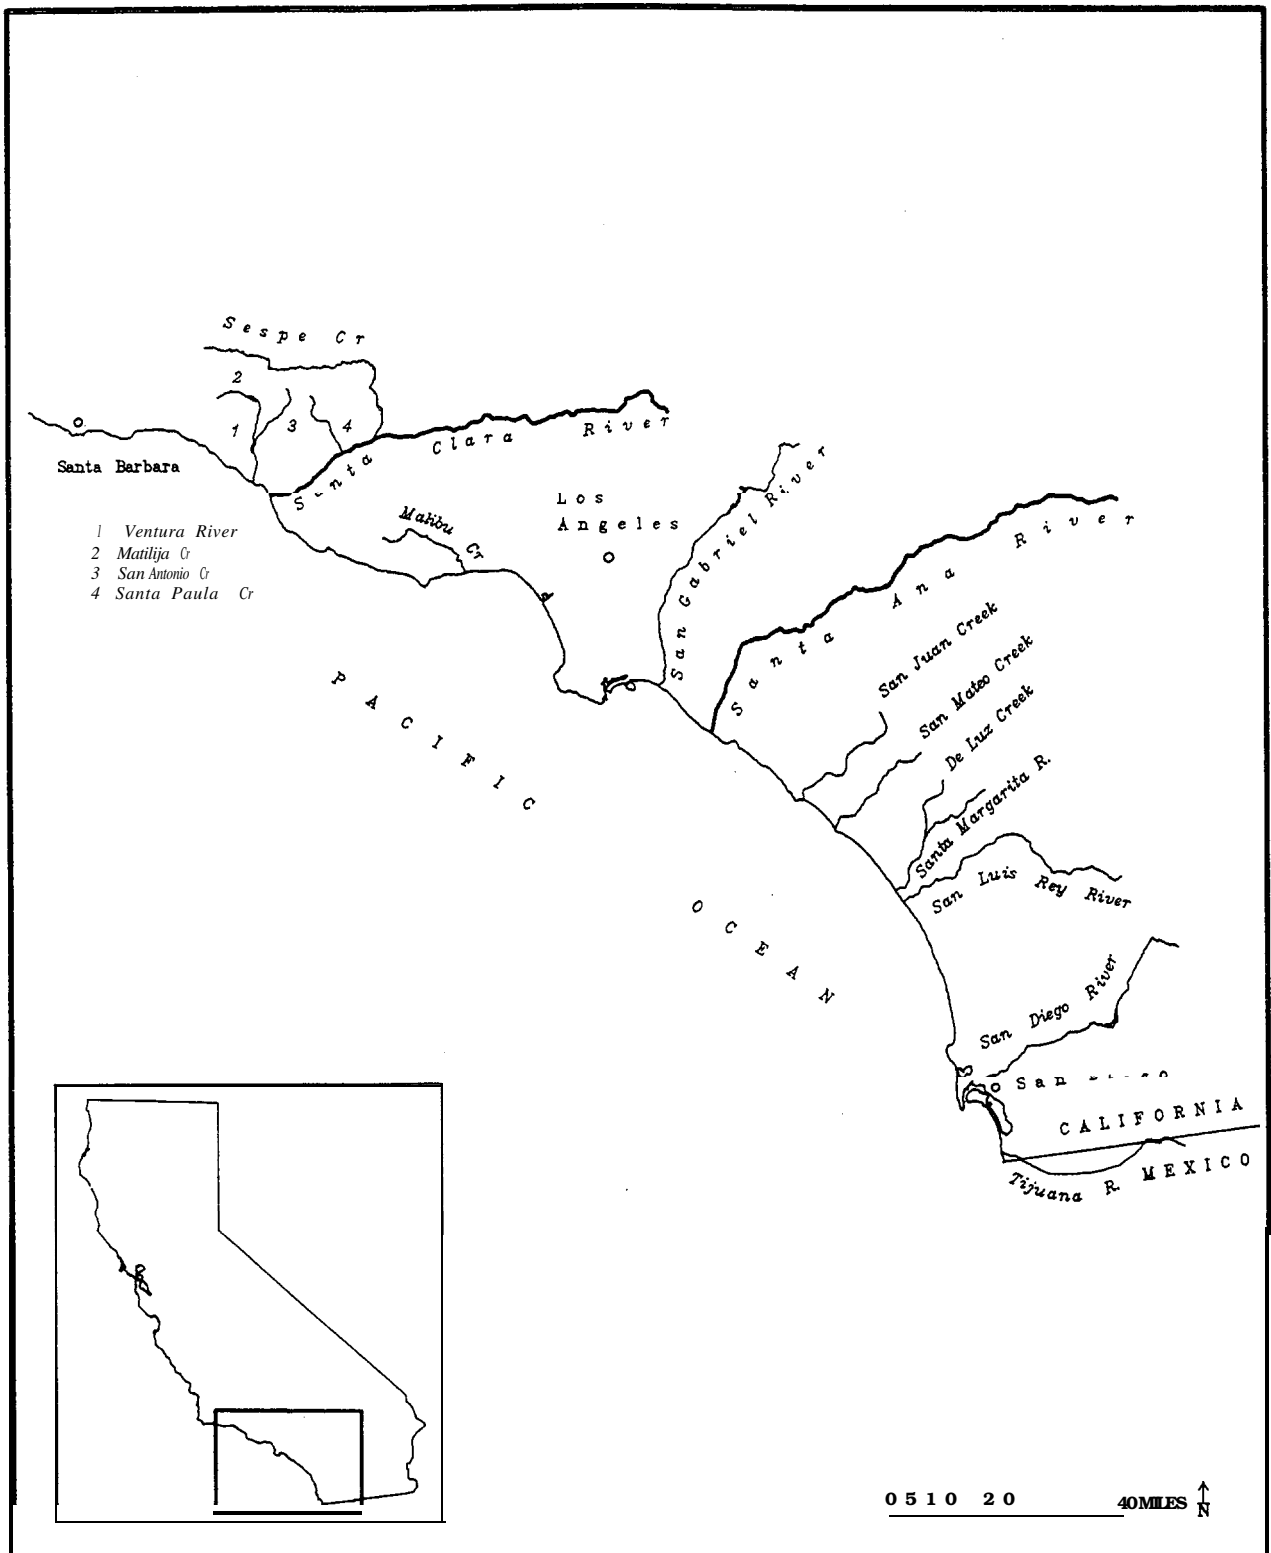 Sespe Cr
2
1
3
4
Santa Clara River
Santa Barbara
Los
Angeles
Malibu Cr
San Gabriel River
Santa Ana River
1 Ventura River
2 Matilija Cr
3 San Antonio Cr
4 Santa Paula Cr
San Juan Creek
San Mateo Creek
De Luz Creek
Santa Margarita R.
San Luis Rey River
PACIFIC
OCEAN
San Diego River
San
CALIFORNIA
MEXICO
Tijuana R.
0 5 10 20 40 MILES
N